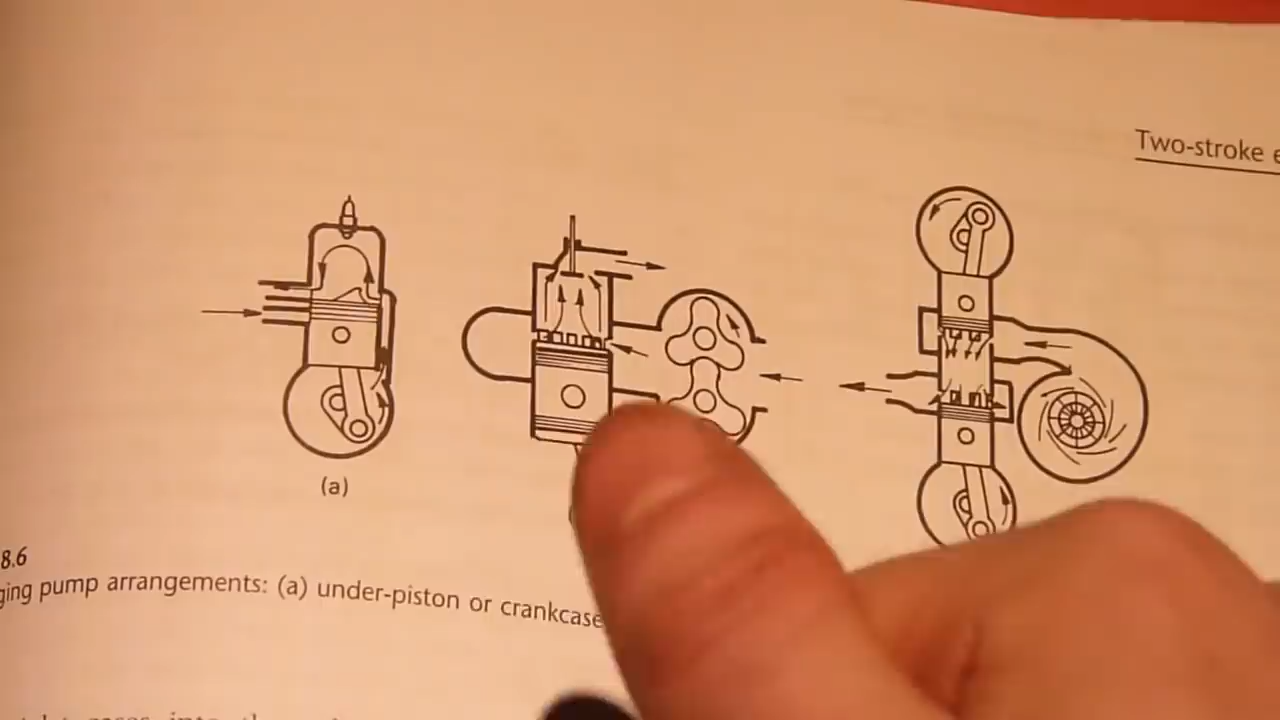 Two-stroke
(a)
8.6
ging pump arrangements: (a) under-piston or crankcase